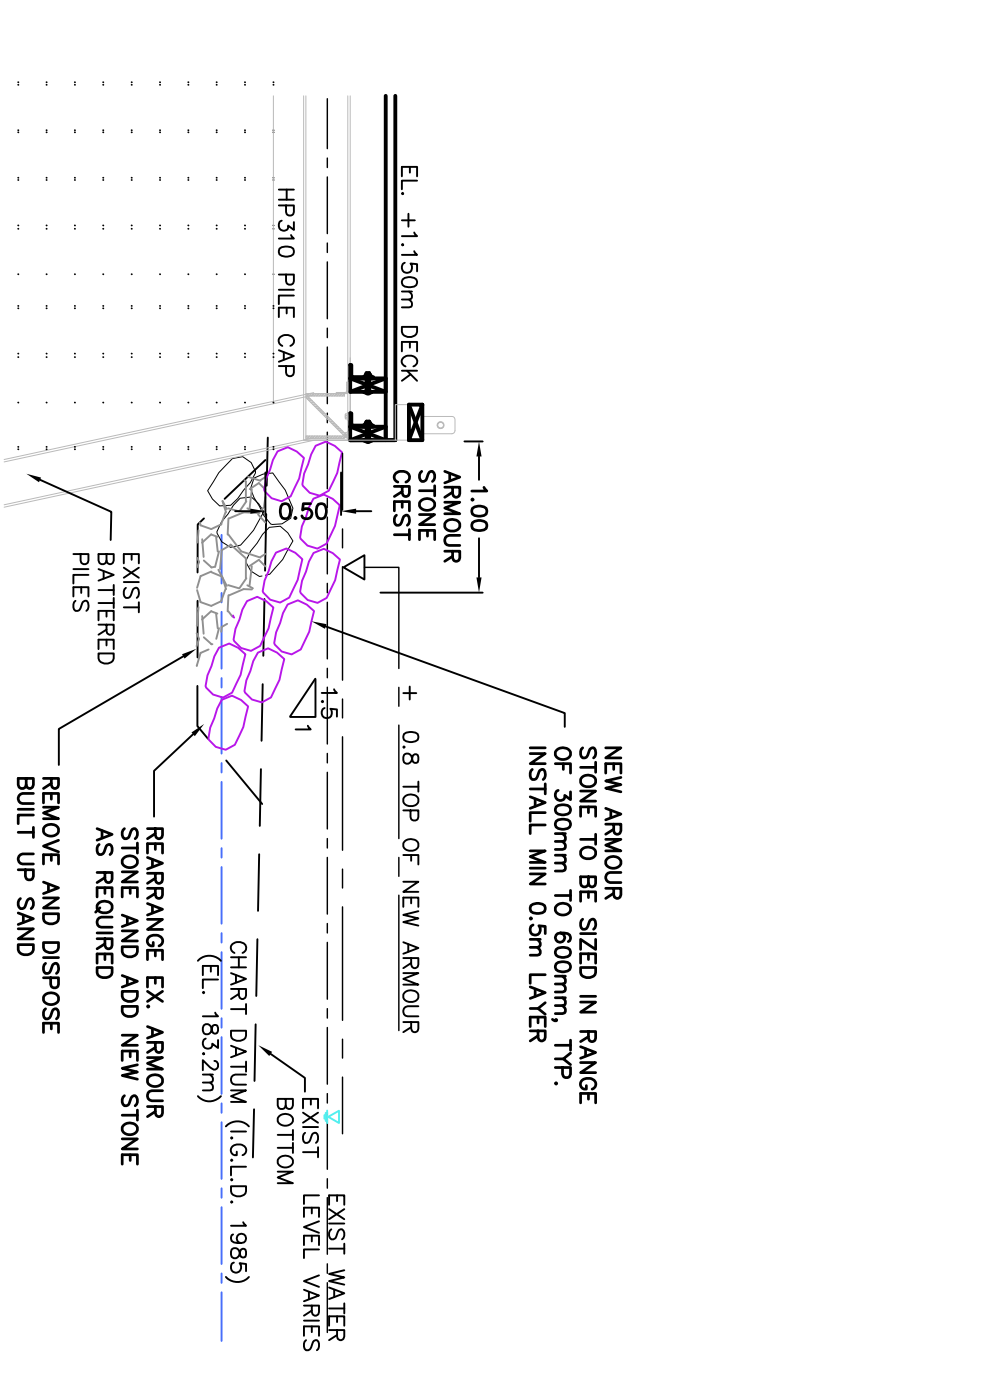 EL. +1.150m DECK
HP310 PILE CAP
1.00
ARMOUR
STONE
CREST
0.50
EXIST
BATTERED
PILES
1.5
1
+ 0.8 TOP OF NEW ARMOUR
NEW ARMOUR
STONE TO BE SIZED IN RANGE
OF 300mm TO 600mm, TYP.
INSTALL MIN 0.5m LAYER
REARRANGE EX. ARMOUR
STONE AND ADD NEW STONE
AS REQUIRED
REMOVE AND DISPOSE
BUILT UP SAND
CHART DATUM (I.G.L.D. 1985)
(EL. 183.2m)
EXIST
BOTTOM
EXIST WATER
LEVEL VARIES